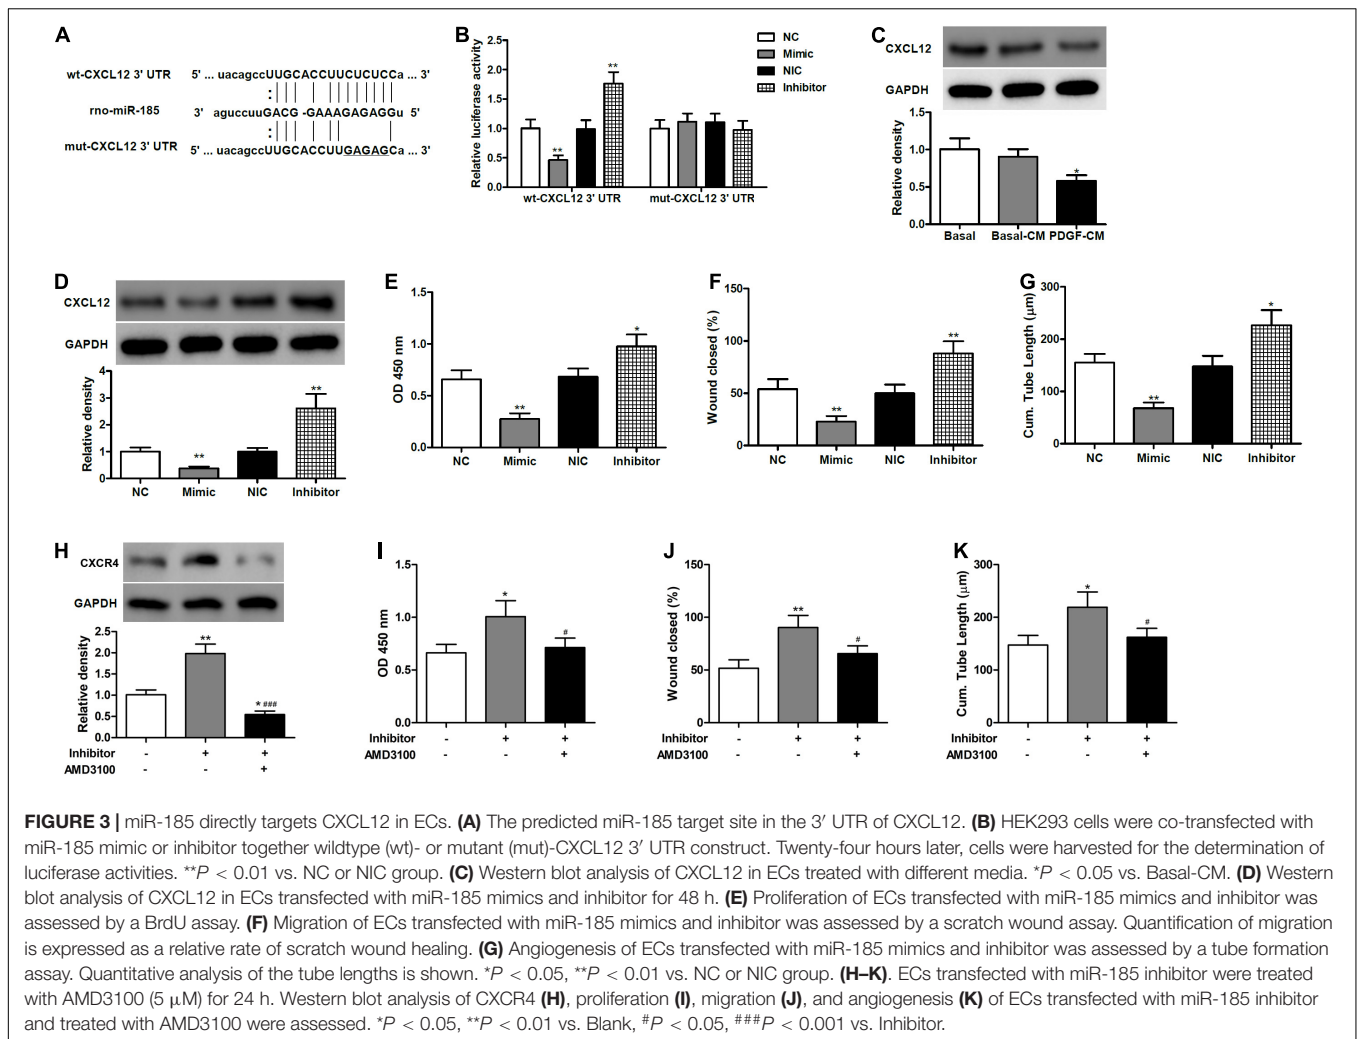 A
wt-CXCL12 3' UTR 5' ... uacagccUUGCACCUUCUCUCCa ... 3'
rno-miR-185 3' aguccuuGACG -GAAAGAGAGGu 5'
mut-CXCL12 3' UTR 5' ... uacagccUUGCACCUUGAGAGCa ... 3'
B
Relative luciferase activity
2.5
2.0
1.5
1.0
0.5
0.0
**
**
wt-CXCL12 3' UTR mut-CXCL12 3' UTR
NC
Mimic
NIC
Inhibitor
C
CXCL12
GAPDH
Relative density
1.5
1.0
0.5
0.0
*
Basal Basal-CM PDGF-CM
D
CXCL12
GAPDH
Relative density
4
3
2
1
0
**
**
NC Mimic NIC Inhibitor
E
OD 450 nm
1.5
1.0
0.5
0.0
**
*
NC Mimic NIC Inhibitor
F
Wound closed (%)
150
100
50
0
**
**
NC Mimic NIC Inhibitor
G
Cum. Tube Length (μm)
300
200
100
0
**
*
NC Mimic NIC Inhibitor
H
CXCR4
GAPDH
Relative density
2.5
2.0
1.5
1.0
0.5
0.0
**
* ###
Inhibitor - + +
AMD3100 - - +
I
OD 450 nm
1.5
1.0
0.5
0.0
*
#
Inhibitor - + +
AMD3100 - - +
J
Wound closed (%)
150
100
50
0
**
#
Inhibitor - + +
AMD3100 - - +
K
Cum. Tube Length (μm)
300
200
100
0
*
#
Inhibitor - + +
AMD3100 - - +
FIGURE 3 | miR-185 directly targets CXCL12 in ECs. (A) The predicted miR-185 target site in the 3′ UTR of CXCL12. (B) HEK293 cells were co-transfected with
miR-185 mimic or inhibitor together wildtype (wt)- or mutant (mut)-CXCL12 3′ UTR construct. Twenty-four hours later, cells were harvested for the determination of
luciferase activities. **P < 0.01 vs. NC or NIC group. (C) Western blot analysis of CXCL12 in ECs treated with different media. *P < 0.05 vs. Basal-CM. (D) Western
blot analysis of CXCL12 in ECs transfected with miR-185 mimics and inhibitor for 48 h. (E) Proliferation of ECs transfected with miR-185 mimics and inhibitor was
assessed by a BrdU assay. (F) Migration of ECs transfected with miR-185 mimics and inhibitor was assessed by a scratch wound assay. Quantification of migration
is expressed as a relative rate of scratch wound healing. (G) Angiogenesis of ECs transfected with miR-185 mimics and inhibitor was assessed by a tube formation
assay. Quantitative analysis of the tube lengths is shown. *P < 0.05, **P < 0.01 vs. NC or NIC group. (H–K). ECs transfected with miR-185 inhibitor were treated
with AMD3100 (5 μM) for 24 h. Western blot analysis of CXCR4 (H), proliferation (I), migration (J), and angiogenesis (K) of ECs transfected with miR-185 inhibitor
and treated with AMD3100 were assessed. *P < 0.05, **P < 0.01 vs. Blank, #P < 0.05, ###P < 0.001 vs. Inhibitor.